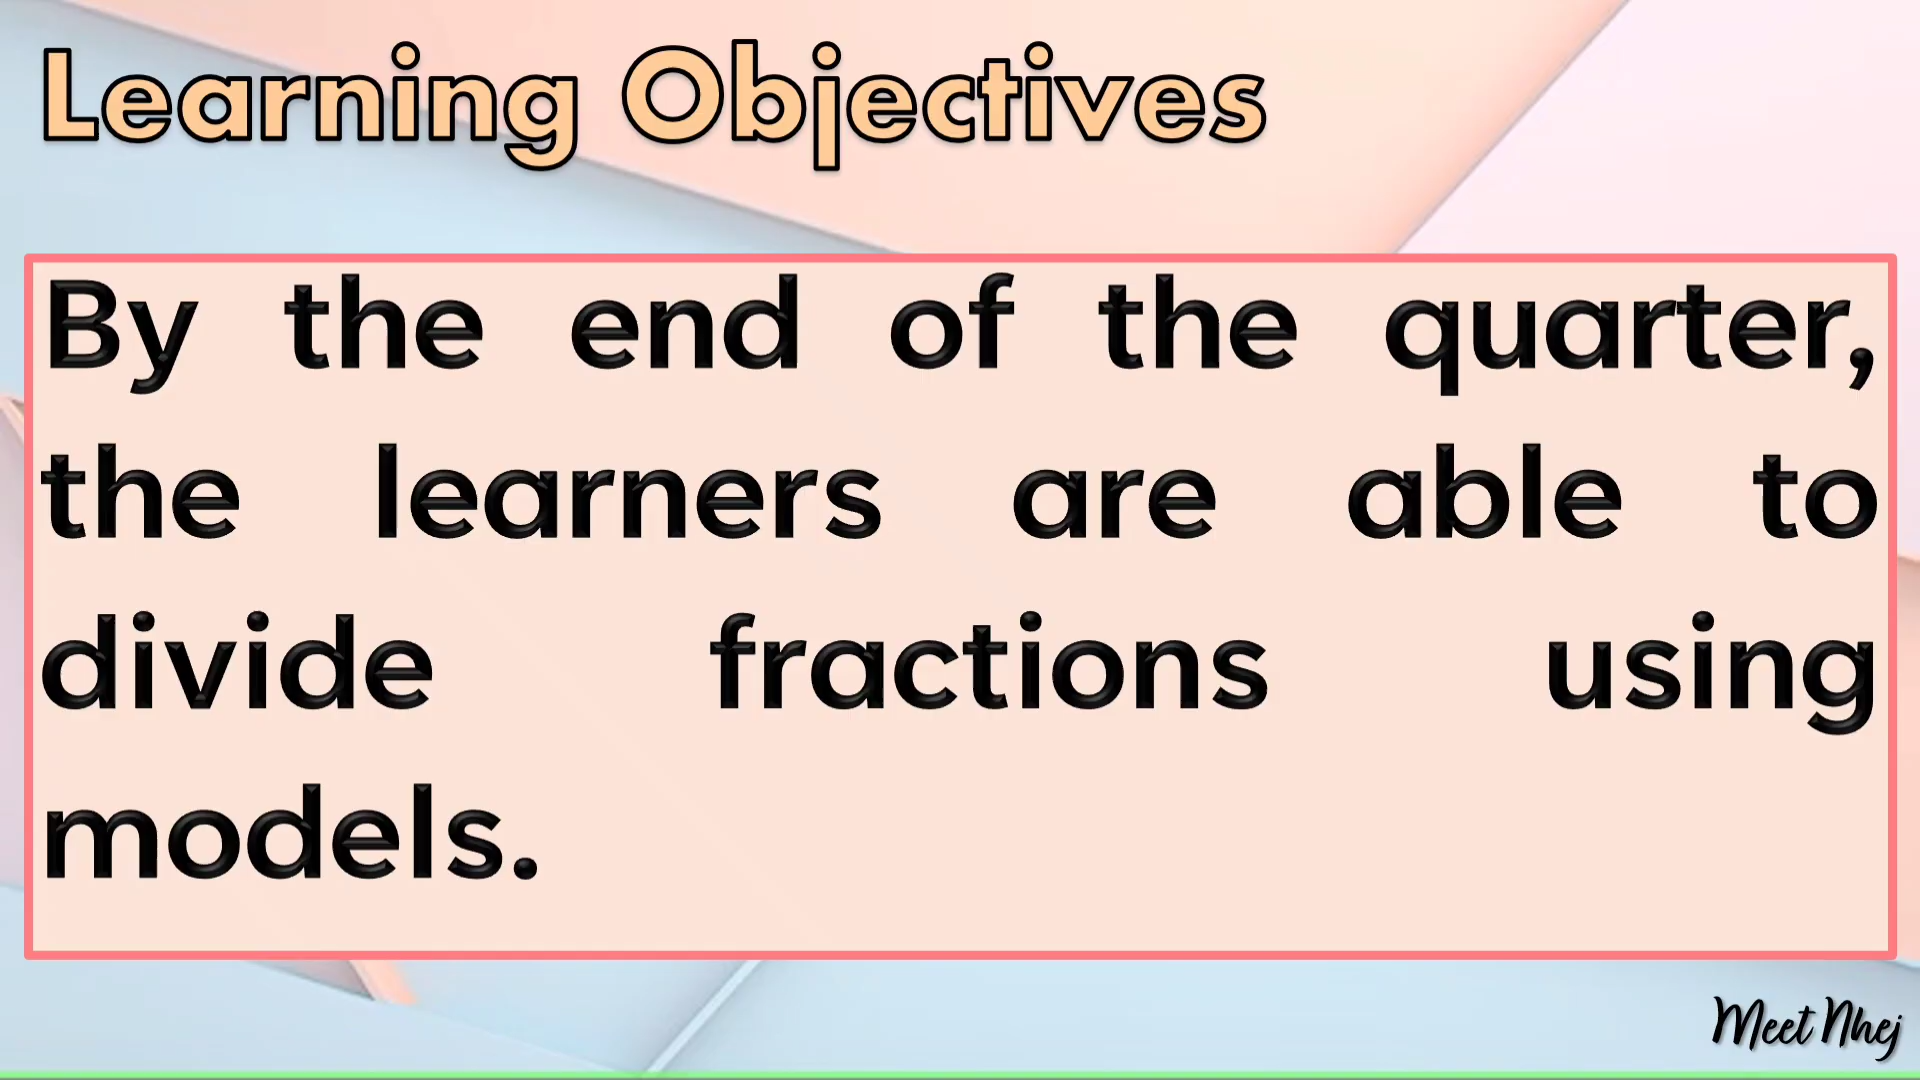 Learning Objectives
By the end of the quarter,
the learners are able to
divide fractions using
models.
Meet Nhej